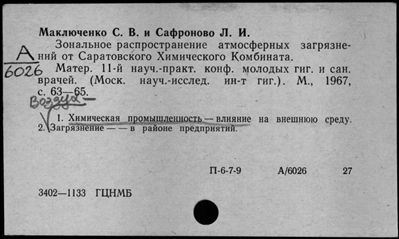 Маключенко С. В. и Сафроново Л. И.
Зональное распространение атмосферных загрязне-
ний от Саратовского Химического Комбината.
А
6026
Матер. 11-й науч.-практ. конф. молодых гиг. и сан.
врачей. (Моск. науч.-исслед. ин-т гиг.). М., 1967,
с. 63—65.
Воздух —
1. Химическая промышленность — влияние на внешнюю среду.
2. Загрязнение — — в районе предприятий.
П-6-7-9 А/6026 27
3402—1133 ГЦНМБ